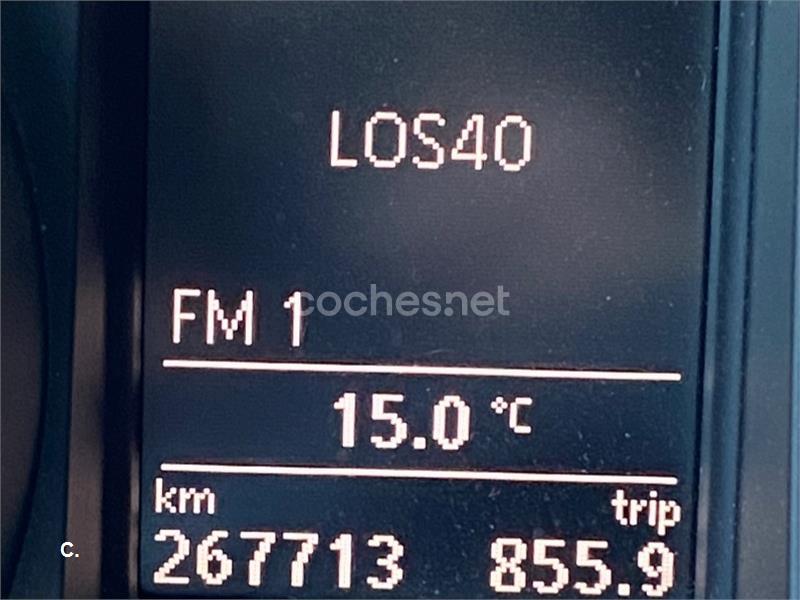 LOS40
FM 1
coches.net
15.0 °C
km trip
267713 855.9
C.